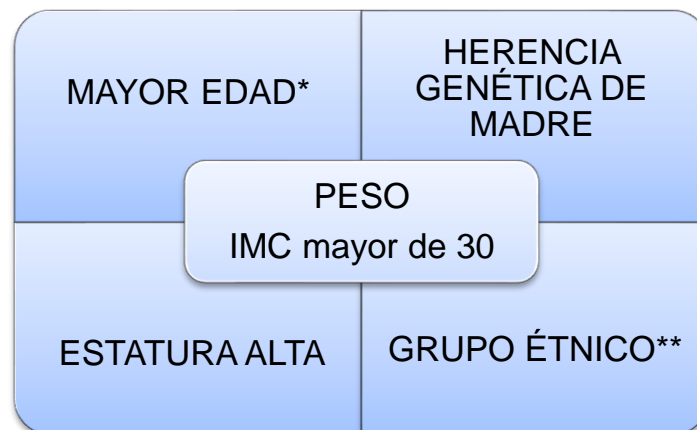 MAYOR EDAD*
HERENCIA
GENÉTICA DE
MADRE
PESO
IMC mayor de 30
ESTATURA ALTA
GRUPO ÉTNICO**